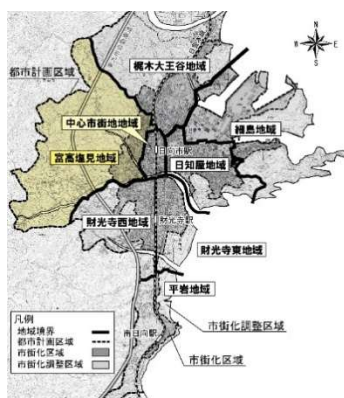 N
W
E
S
梶木大王谷地域
都市計画区域
中心市街地地域
細島地域
日向市駅
富高塩見地域
日知屋地域
財光寺西地域
財光寺駅
財光寺東地域
平岩地域
市街化調整区域
南日向駅
市街化区域
凡例
地域境界
都市計画区域
市街化区域
市街化調整区域